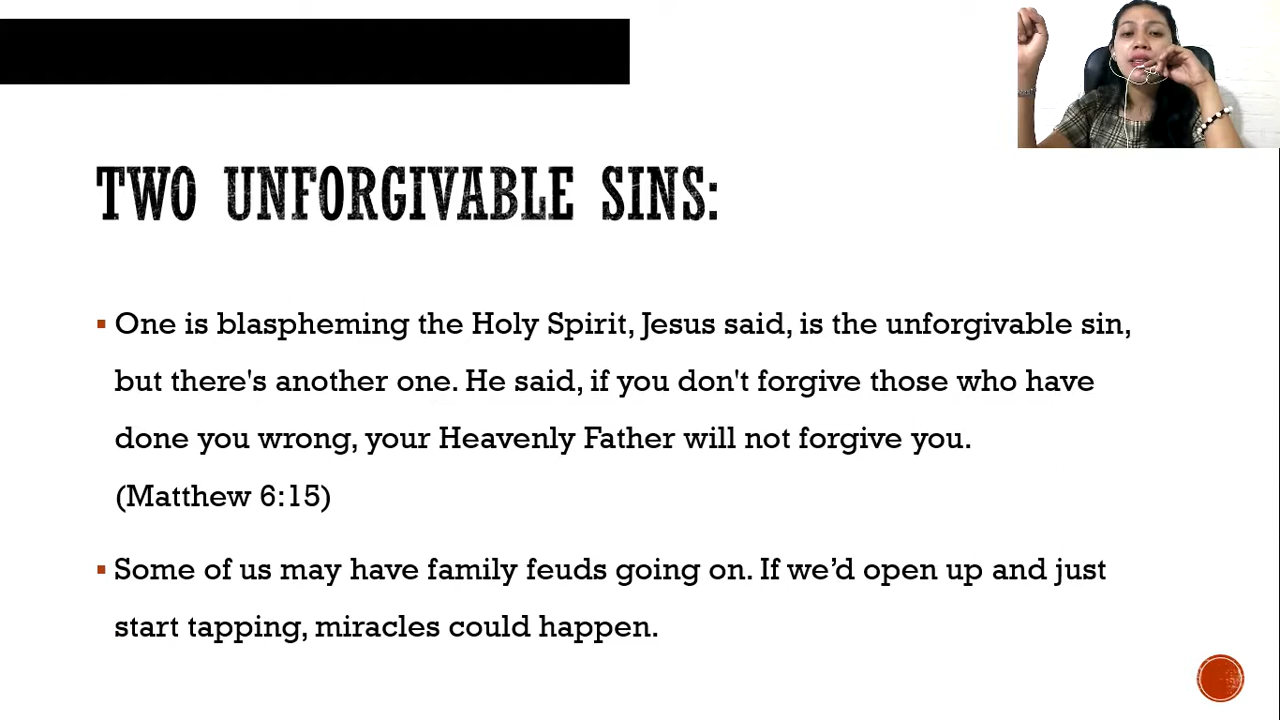 TWO UNFORGIVABLE SINS:
One is blaspheming the Holy Spirit, Jesus said, is the unforgivable sin,
but there's another one. He said, if you don't forgive those who have
done you wrong, your Heavenly Father will not forgive you.
(Matthew 6:15)
Some of us may have family feuds going on. If we’d open up and just
start tapping, miracles could happen.